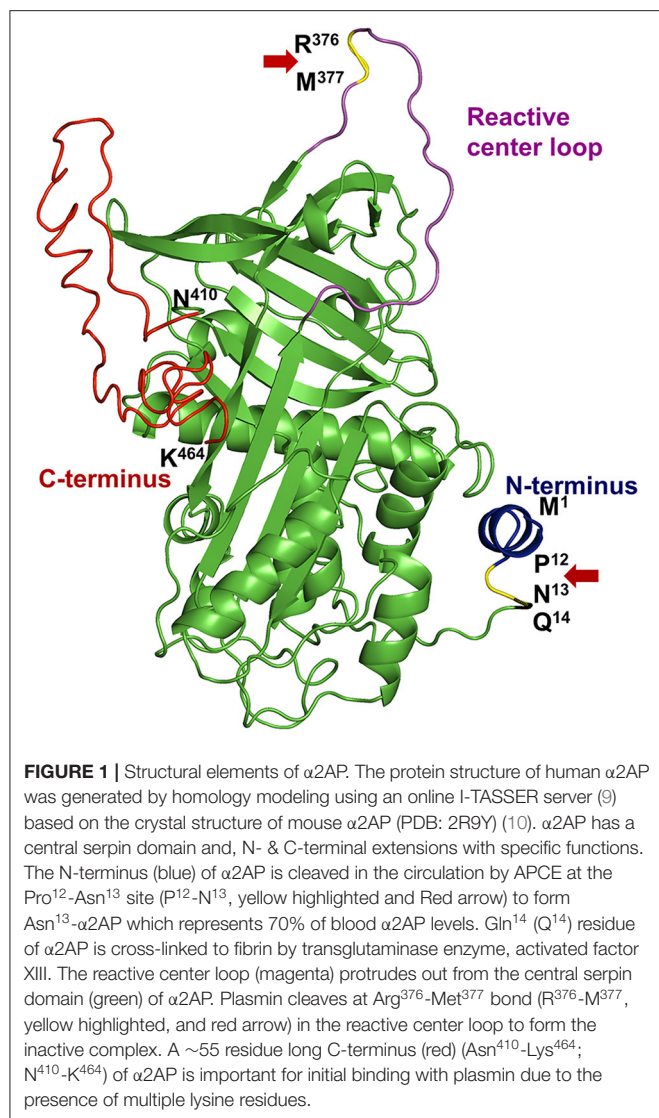 R³⁷⁶
M³⁷⁷
Reactive
center loop
N⁴¹⁰
K⁴⁶⁴
C-terminus
N-terminus
M¹
P¹²
N¹³
Q¹⁴
FIGURE 1 | Structural elements of α2AP. The protein structure of human α2AP
was generated by homology modeling using an online I-TASSER server (9)
based on the crystal structure of mouse α2AP (PDB: 2R9Y) (10). α2AP has a
central serpin domain and, N- & C-terminal extensions with specific functions.
The N-terminus (blue) of α2AP is cleaved in the circulation by APCE at the
Pro¹²-Asn¹³ site (P¹²-N¹³, yellow highlighted and Red arrow) to form
Asn¹³-α2AP which represents 70% of blood α2AP levels. Gln¹⁴ (Q¹⁴) residue
of α2AP is cross-linked to fibrin by transglutaminase enzyme, activated factor
XIII. The reactive center loop (magenta) protrudes out from the central serpin
domain (green) of α2AP. Plasmin cleaves at Arg³⁷⁶-Met³⁷⁷ bond (R³⁷⁶-M³⁷⁷,
yellow highlighted, and red arrow) in the reactive center loop to form the
inactive complex. A ~55 residue long C-terminus (red) (Asn⁴¹⁰-Lys⁴⁶⁴;
N⁴¹⁰-K⁴⁶⁴) of α2AP is important for initial binding with plasmin due to the
presence of multiple lysine residues.